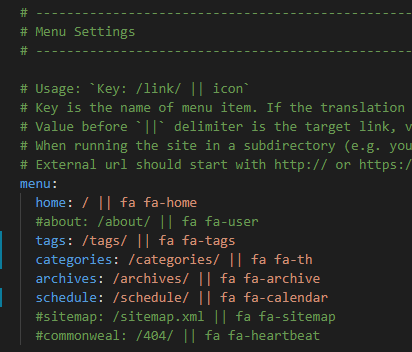 # ---------------------------------------------
# Menu Settings
# ---------------------------------------------
# Usage: `Key: /link/ || icon`
# Key is the name of menu item. If the translation
# Value before `||` delimiter is the target link, v
# When running the site in a subdirectory (e.g. you
# External url should start with http:// or https:/
menu:
home: / || fa fa-home
#about: /about/ || fa fa-user
tags: /tags/ || fa fa-tags
categories: /categories/ || fa fa-th
archives: /archives/ || fa fa-archive
schedule: /schedule/ || fa fa-calendar
#sitemap: /sitemap.xml || fa fa-sitemap
#commonweal: /404/ || fa fa-heartbeat